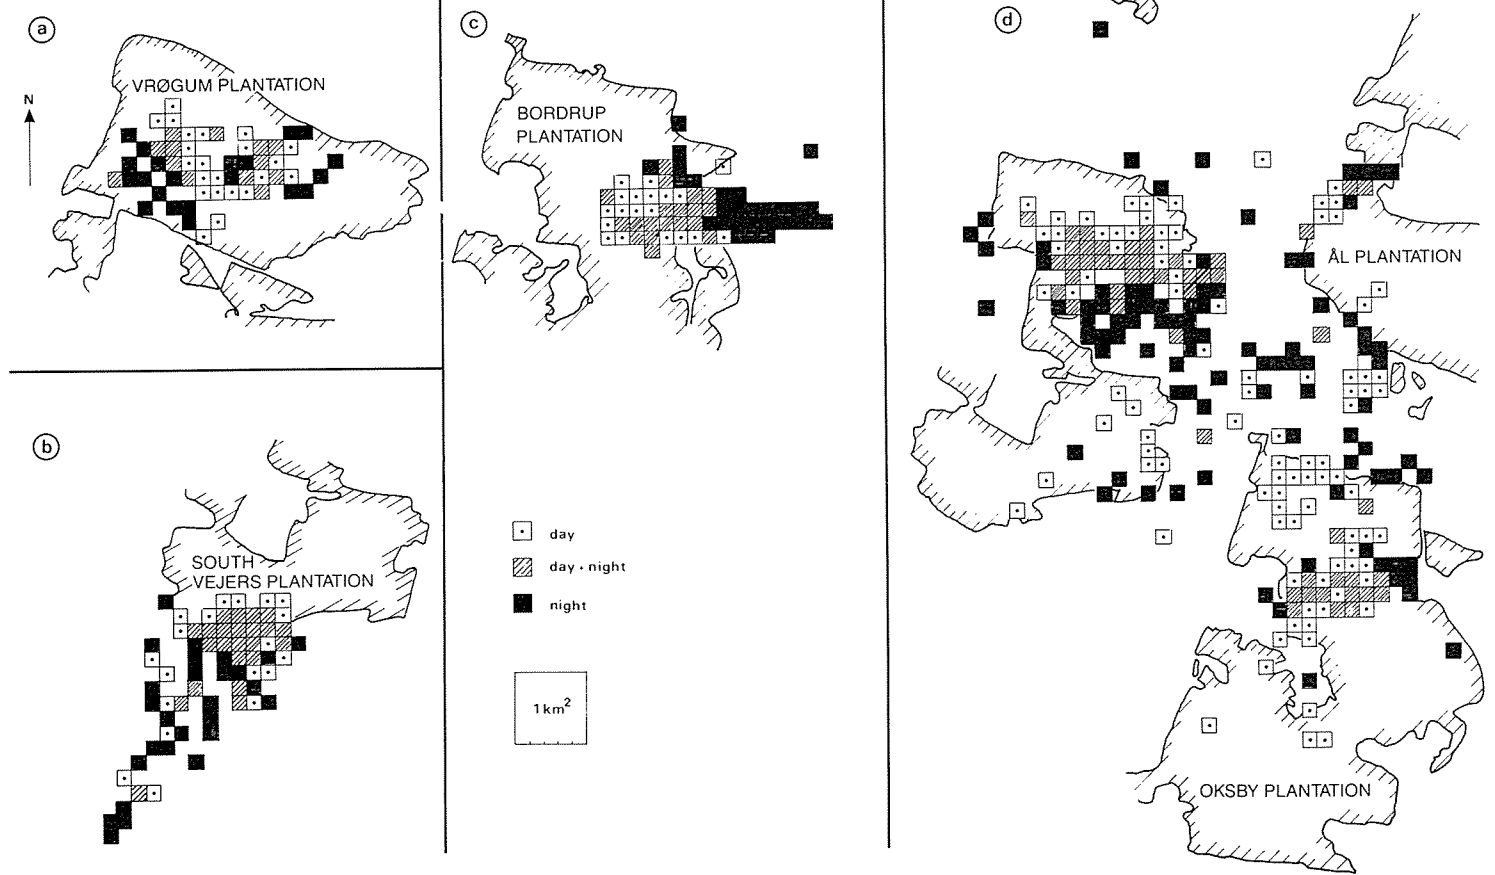 a
VRØGUM PLANTATION
N
b
SOUTH
VEJERS PLANTATION
c
BORDRUP
PLANTATION
day
day + night
night
1 km²
d
ÅL PLANTATION
OKSBY PLANTATION